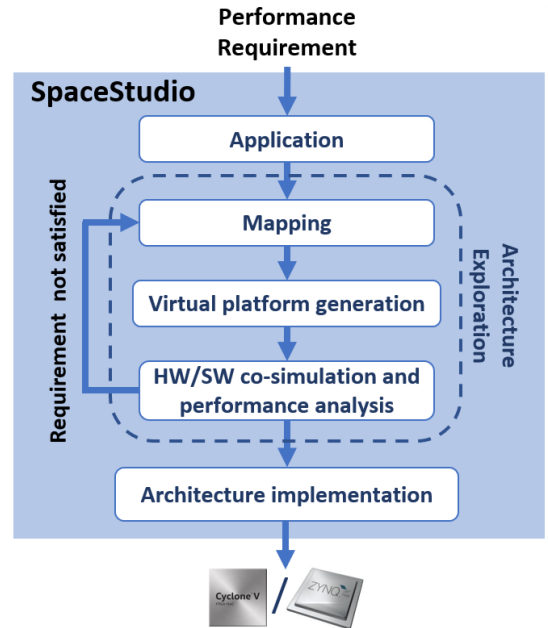 Performance
Requirement
SpaceStudio
Application
Mapping
Virtual platform generation
HW/SW co-simulation and
performance analysis
Architecture implementation
Requirement not satisfied
Architecture
Exploration
Cyclone V
/
ZYNQ